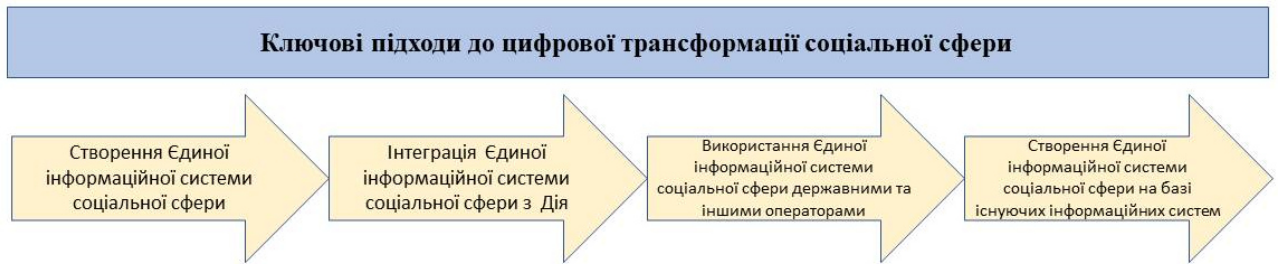 Ключові підходи до цифрової трансформації соціальної сфери
Створення Єдиної
інформаційної системи
соціальної сфери
Інтеграція Єдиної
інформаційної системи
соціальної сфери з Дія
Використання Єдиної
інформаційної системи
соціальної сфери державними та
іншими операторами
Створення Єдиної
інформаційної системи
соціальної сфери на базі
існуючих інформаційних систем